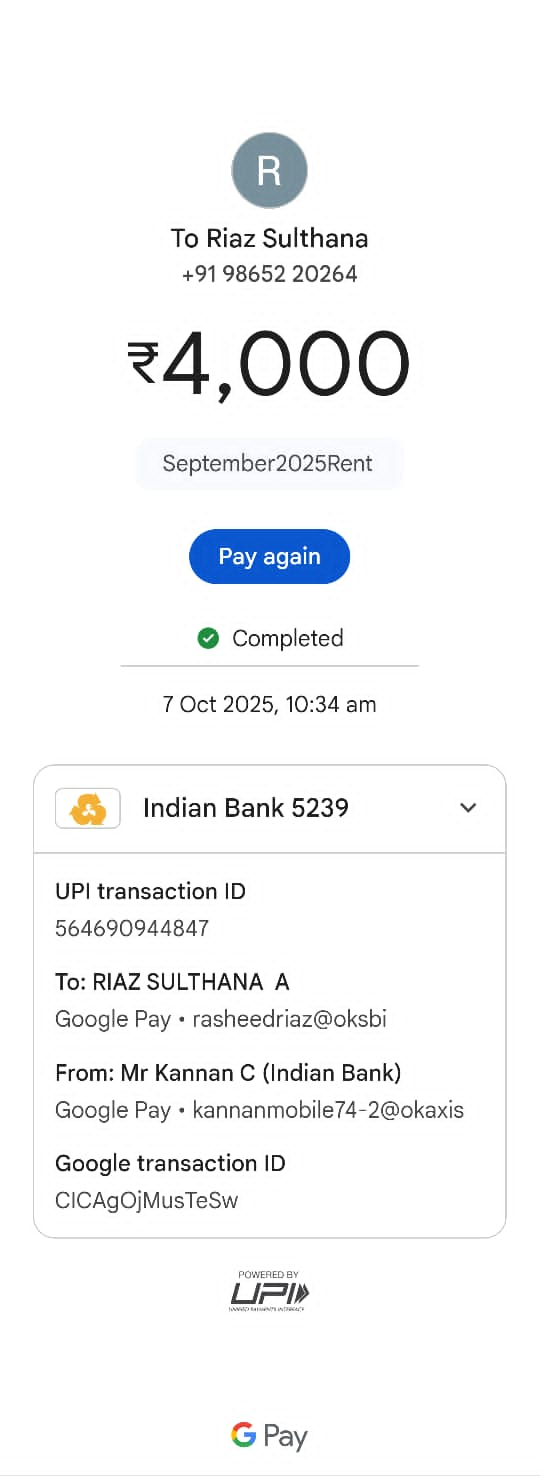 R
To Riaz Sulthana
+91 98652 20264
₹4,000
September2025Rent
Pay again
Completed
7 Oct 2025, 10:34 am
Indian Bank 5239
UPI transaction ID
564690944847
To: RIAZ SULTHANA  A
Google Pay • rasheedriaz@oksbi
From: Mr Kannan C (Indian Bank)
Google Pay • kannanmobile74-2@okaxis
Google transaction ID
CICAgOjMusTeSw
POWERED BY
UPI
UNIFIED PAYMENTS INTERFACE
G Pay